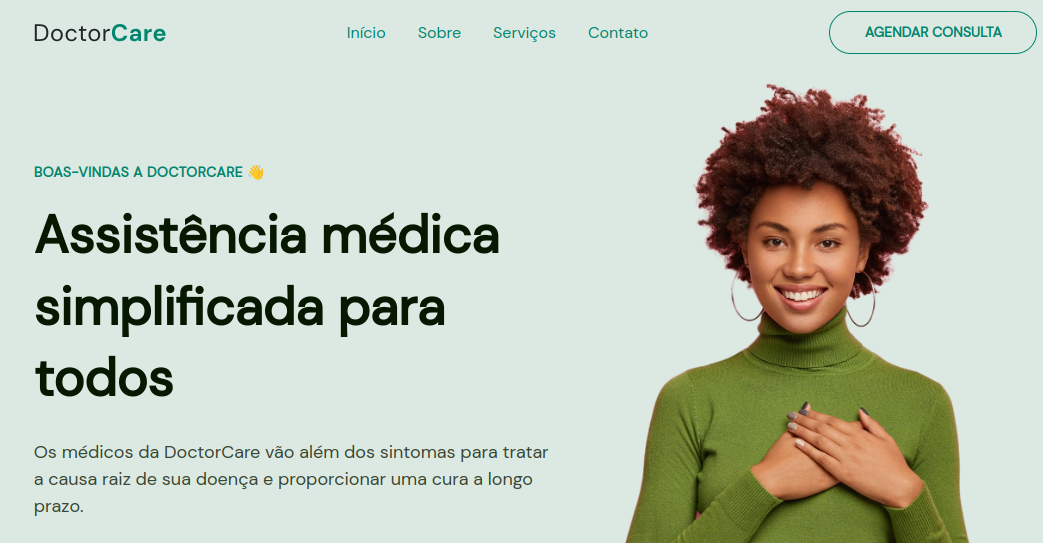 DoctorCare
Início Sobre Serviços Contato
AGENDAR CONSULTA
BOAS-VINDAS A DOCTORCARE 👋
Assistência médica
simplificada para
todos
Os médicos da DoctorCare vão além dos sintomas para tratar
a causa raiz de sua doença e proporcionar uma cura a longo
prazo.